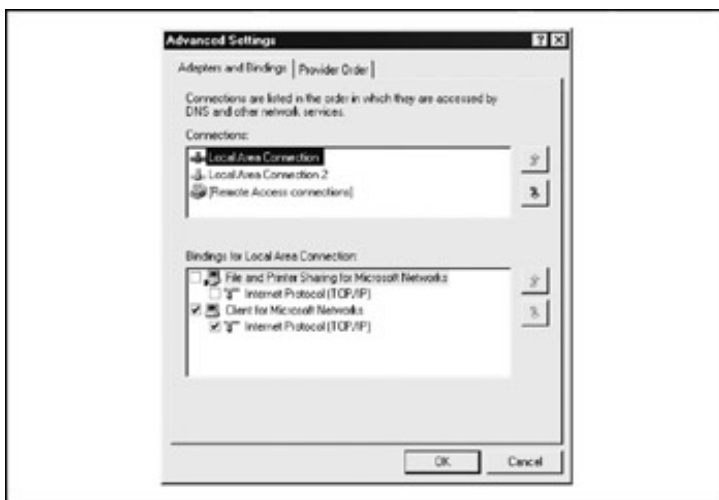 Advanced Settings
Adapters and Bindings
Provider Order
Connections are listed in the order in which they are accessed by
DNS and other network services.
Connections:
Local Area Connection
Local Area Connection 2
[Remote Access connections]
Bindings for Local Area Connection:
File and Printer Sharing for Microsoft Networks
Internet Protocol (TCP/IP)
Client for Microsoft Networks
Internet Protocol (TCP/IP)
OK
Cancel